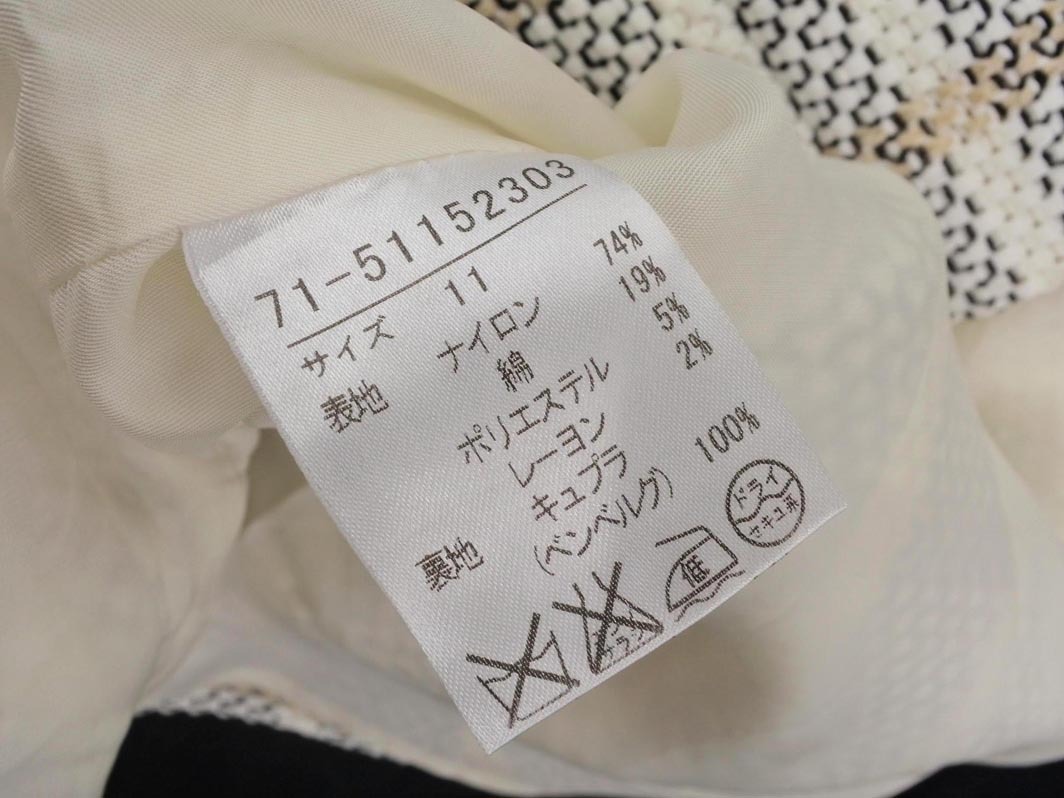 71-51152303
サイズ 11
表地 ナイロン 74%
綿 19%
ポリエステル 5%
レーヨン 2%
裏地 キュプラ 100%
(ベンベルグ)
低
ドライ
セキユ系